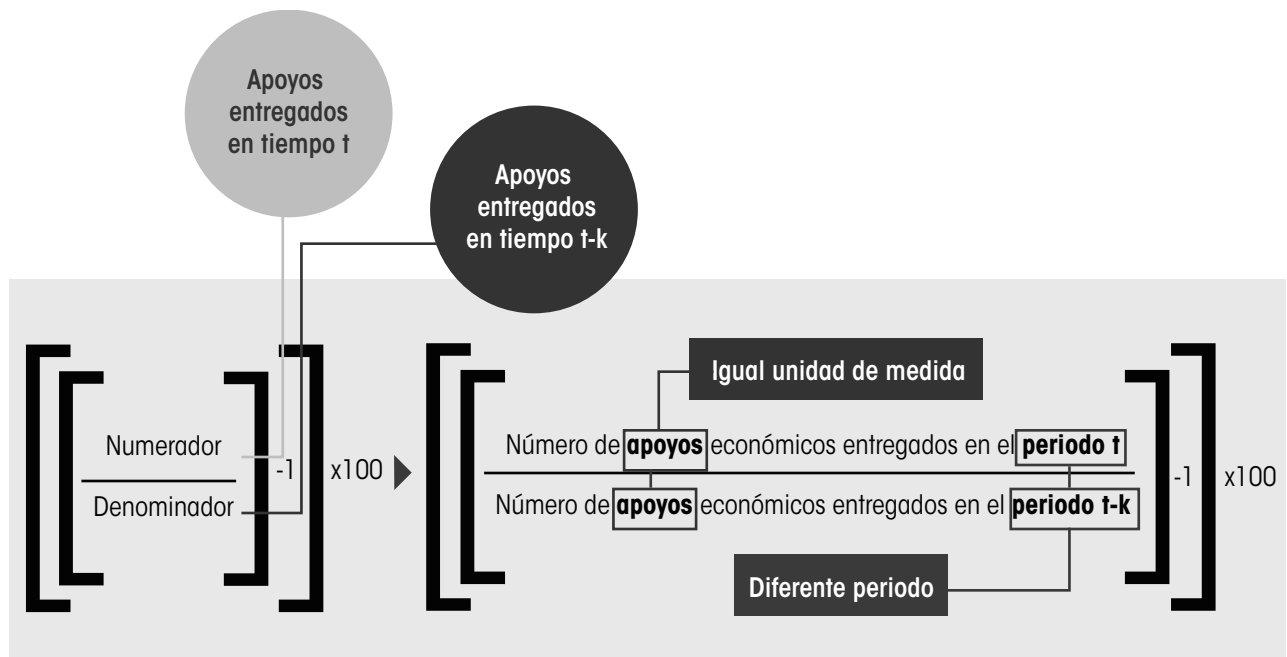 Apoyos
entregados
en tiempo t
Apoyos
entregados
en tiempo t-k
Numerador
Denominador
-1
x100
Igual unidad de medida
Número de apoyos económicos entregados en el periodo t
Número de apoyos económicos entregados en el periodo t-k
-1
x100
Diferente periodo